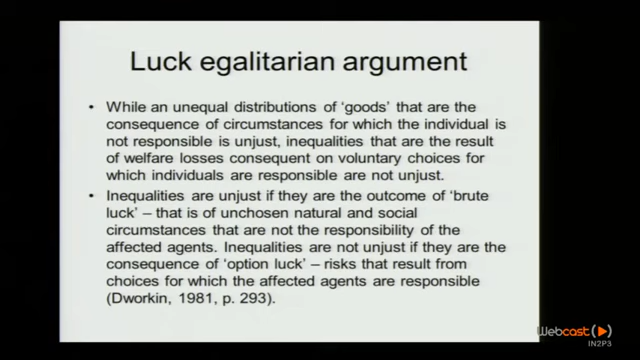 Luck egalitarian argument
• While an unequal distributions of 'goods' that are the
consequence of circumstances for which the individual is
not responsible is unjust, inequalities that are the result
of welfare losses consequent on voluntary choices for
which individuals are responsible are not unjust.
• Inequalities are unjust if they are the outcome of 'brute
luck' – that is of unchosen natural and social
circumstances that are not the responsibility of the
affected agents. Inequalities are not unjust if they are the
consequence of 'option luck' – risks that result from
choices for which the affected agents are responsible
(Dworkin, 1981, p. 293).
Webcast
IN2P3